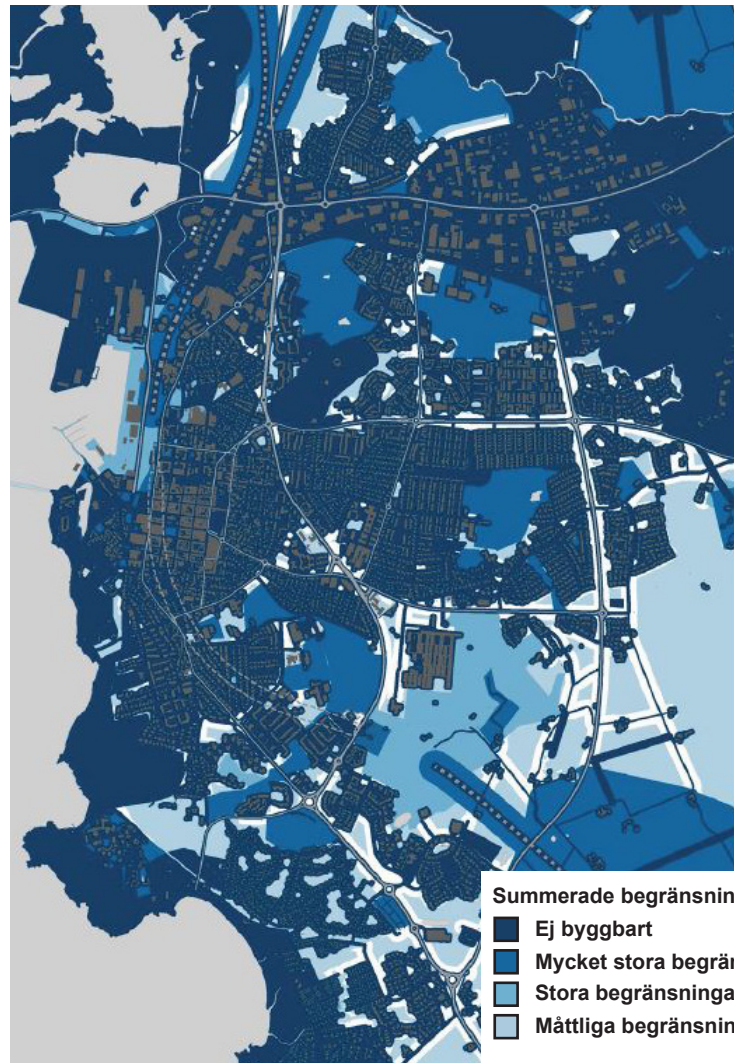 Summerade begränsnin
Ej byggbart
Mycket stora begrän
Stora begränsninga
Måttliga begränsnin